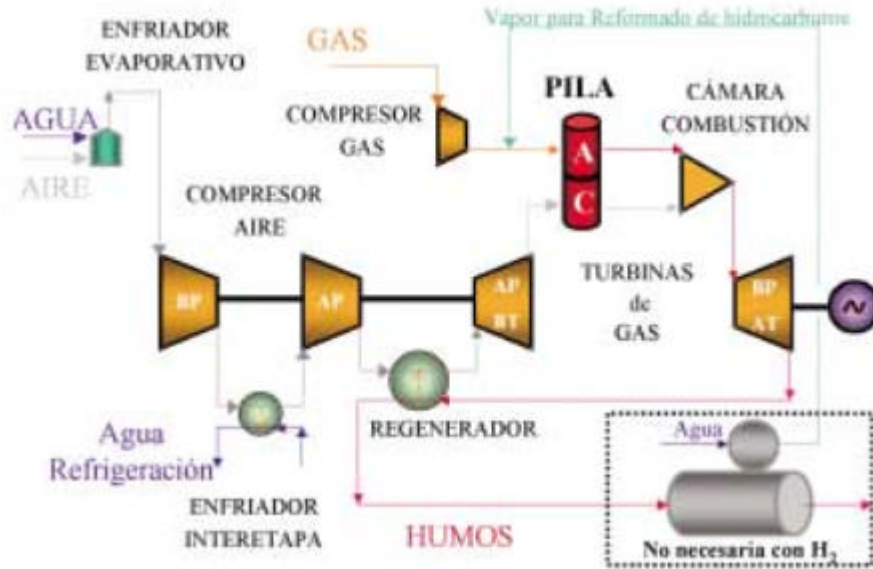 ENFRIADOR
EVAPORATIVO
GAS
Vapor para Reformado de hidrocarburo
PILA
CÁMARA
COMBUSTIÓN
COMPRESOR
GAS
AGUA
AIRE
A
C
COMPRESOR
AIRE
BP
AP
AP
BT
TURBINAS
de
GAS
BP
AT
Agua
Refrigeración
REGENERADOR
Agua
ENFRIADOR
INTERETAPA
HUMOS
No necesaria con H₂